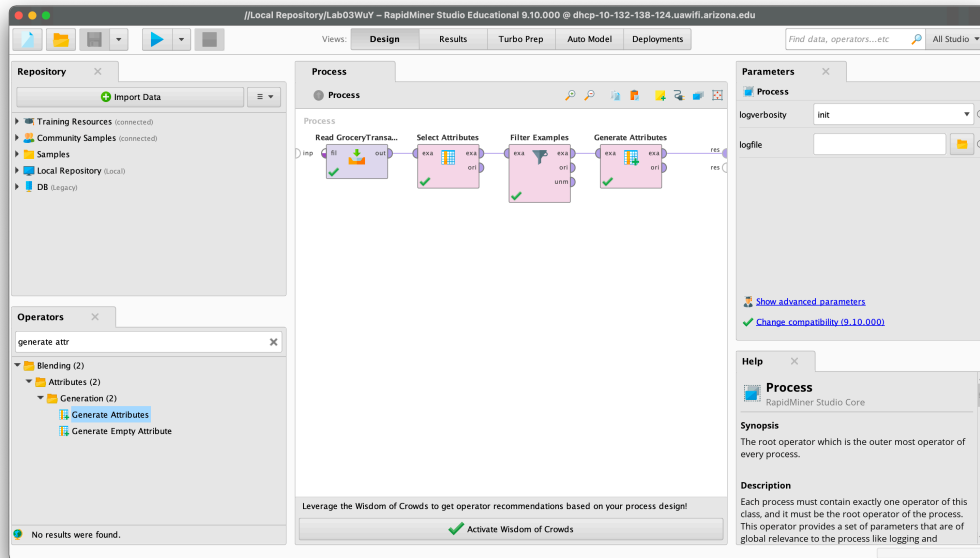 //Local Repository/Lab03WuY – RapidMiner Studio Educational 9.10.000 @ dhcp-10-132-138-124.uawifi.arizona.edu
Views: Design Results Turbo Prep Auto Model Deployments
Find data, operators...etc
All Studio
Repository
Import Data
Training Resources (connected)
Community Samples (connected)
Samples
Local Repository (Local)
DB (Legacy)
Operators
generate attr
Blending (2)
Attributes (2)
Generation (2)
Generate Attributes
Generate Empty Attribute
No results were found.
Process
Process
Process
Read GroceryTransa... Select Attributes Filter Examples Generate Attributes
inp fil out exa exa exa exa exa exa res
ori ori ori res
unm
Leverage the Wisdom of Crowds to get operator recommendations based on your process design!
Activate Wisdom of Crowds
Parameters
Process
logverbosity init
logfile
Show advanced parameters
Change compatibility (9.10.000)
Help
Process
RapidMiner Studio Core
Synopsis
The root operator which is the outer most operator of
every process.
Description
Each process must contain exactly one operator of this
class, and it must be the root operator of the process.
This operator provides a set of parameters that are of
global relevance to the process like logging and